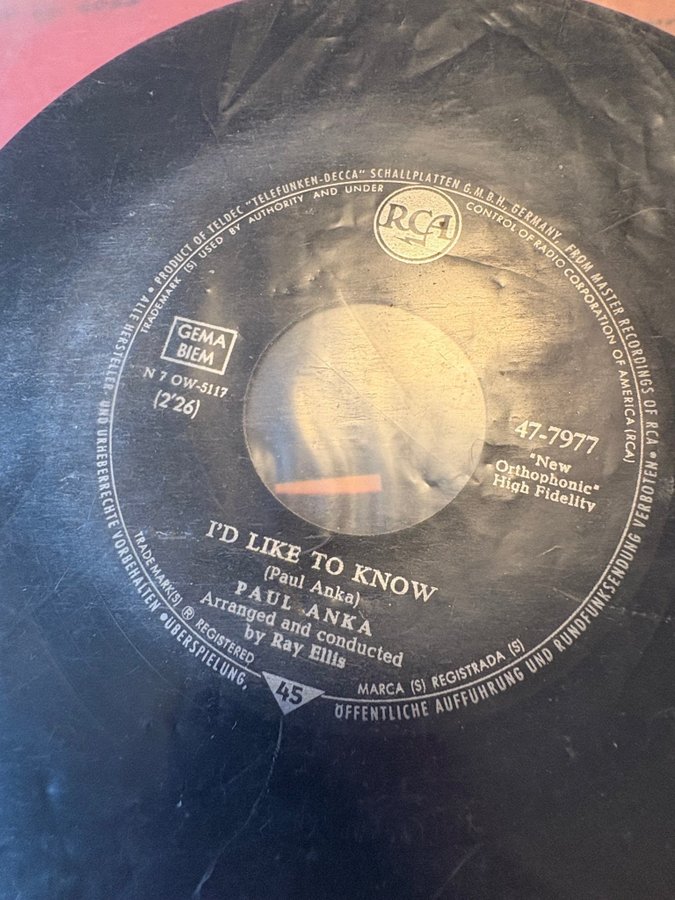 ALLE HERSTELLER UND URHEBERRECHTE VORBEHALTEN • ÜBERSPIELUNG,
• PRODUCT OF TELDEC "TELEFUNKEN-DECCA" SCHALLPLATTEN G.M.B.H., GERMANY, FROM MASTER RECORDINGS OF RCA •
TRADEMARK (S) USED BY AUTHORITY AND UNDER CONTROL OF RADIO CORPORATION OF AMERICA (RCA)
RCA
GEMA
BIEM
N 7 OW-5117
(2'26)
47-7977
"New
Orthophonic"
High Fidelity
I'D LIKE TO KNOW
(Paul Anka)
PAUL ANKA
Arranged and conducted
by Ray Ellis
TRADEMARK(S) ® REGISTERED
45
MARCA (S) REGISTRADA (S)
ÖFFENTLICHE AUFFÜHRUNG UND RUNDFUNKSENDUNG VERBOTEN